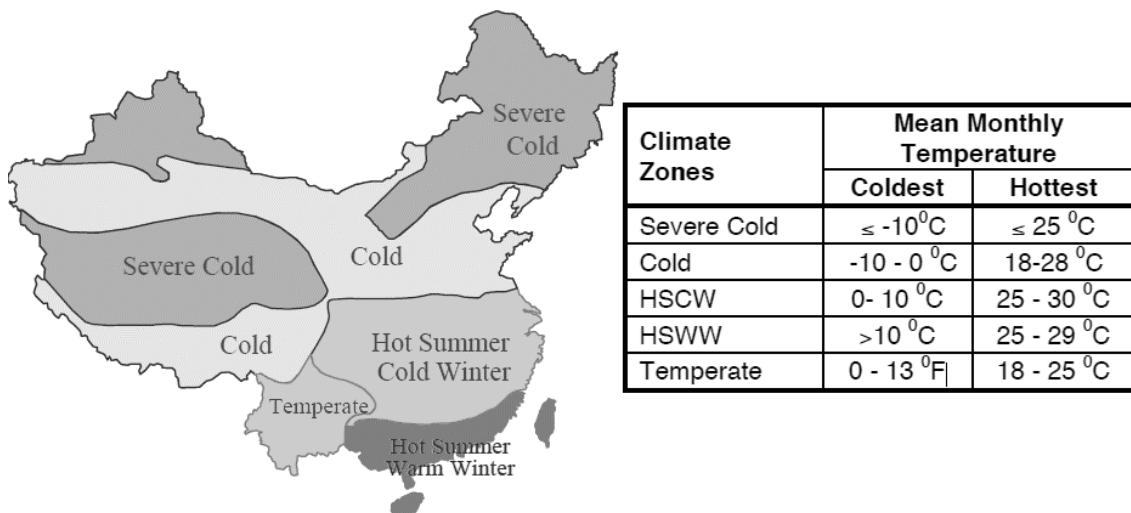 Severe
Cold
Severe Cold
Cold
Cold
Hot Summer
Cold Winter
Temperate
Hot Summer
Warm Winter
Climate
Zones
Mean Monthly
Temperature
Coldest
Hottest
Severe Cold ≤ -10⁰C ≤ 25 ⁰C
Cold -10 - 0 ⁰C 18-28 ⁰C
HSCW 0- 10 ⁰C 25 - 30 ⁰C
HSWW >10 ⁰C 25 - 29 ⁰C
Temperate 0 - 13 ⁰F 18 - 25 ⁰C